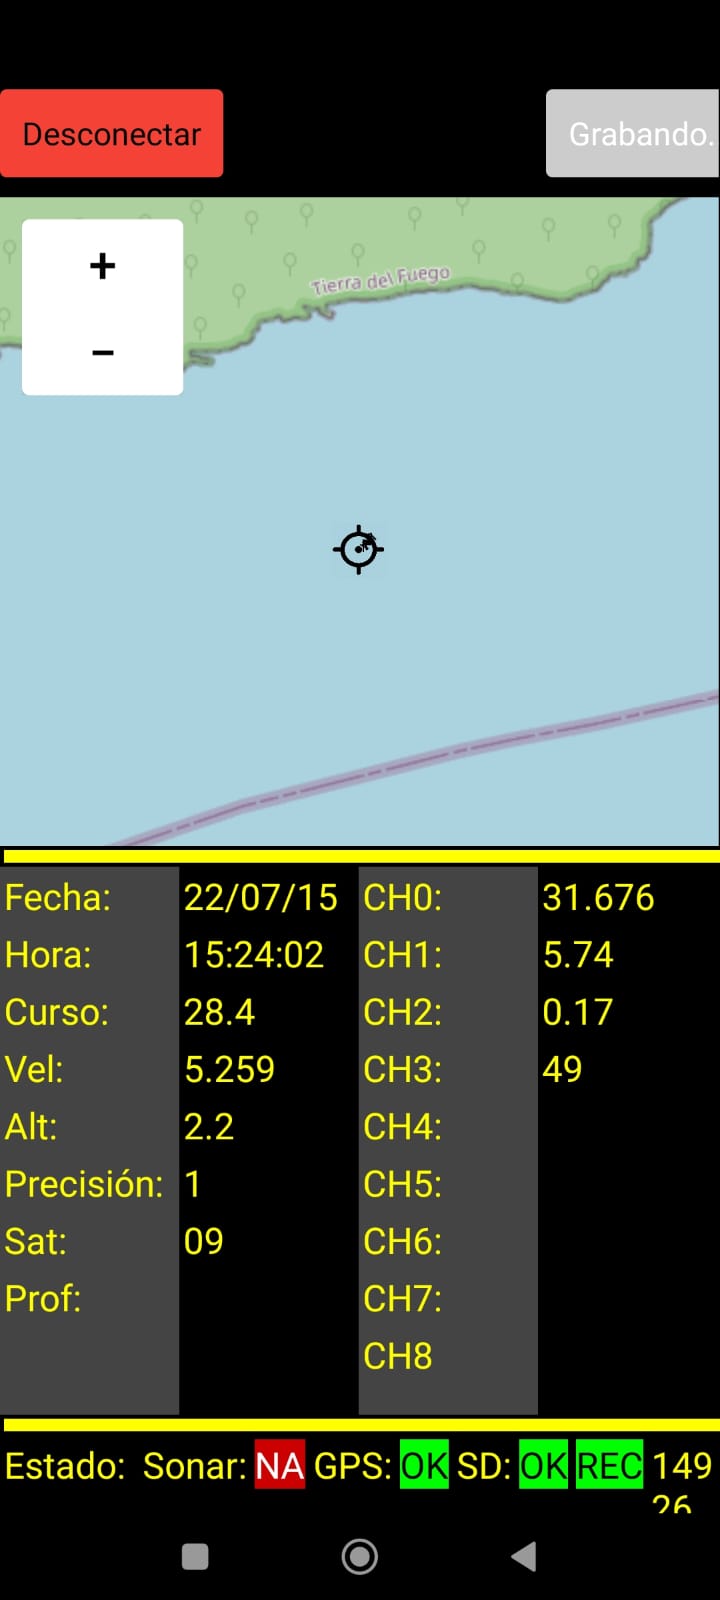 Desconectar
Grabando.
+
Tierra del Fuego
−
Fecha: 22/07/15 CH0: 31.676
Hora: 15:24:02 CH1: 5.74
Curso: 28.4 CH2: 0.17
Vel: 5.259 CH3: 49
Alt: 2.2 CH4:
Precisión: 1 CH5:
Sat: 09 CH6:
Prof: CH7:
CH8
Estado: Sonar: NA GPS: OK SD: OK REC 149
26